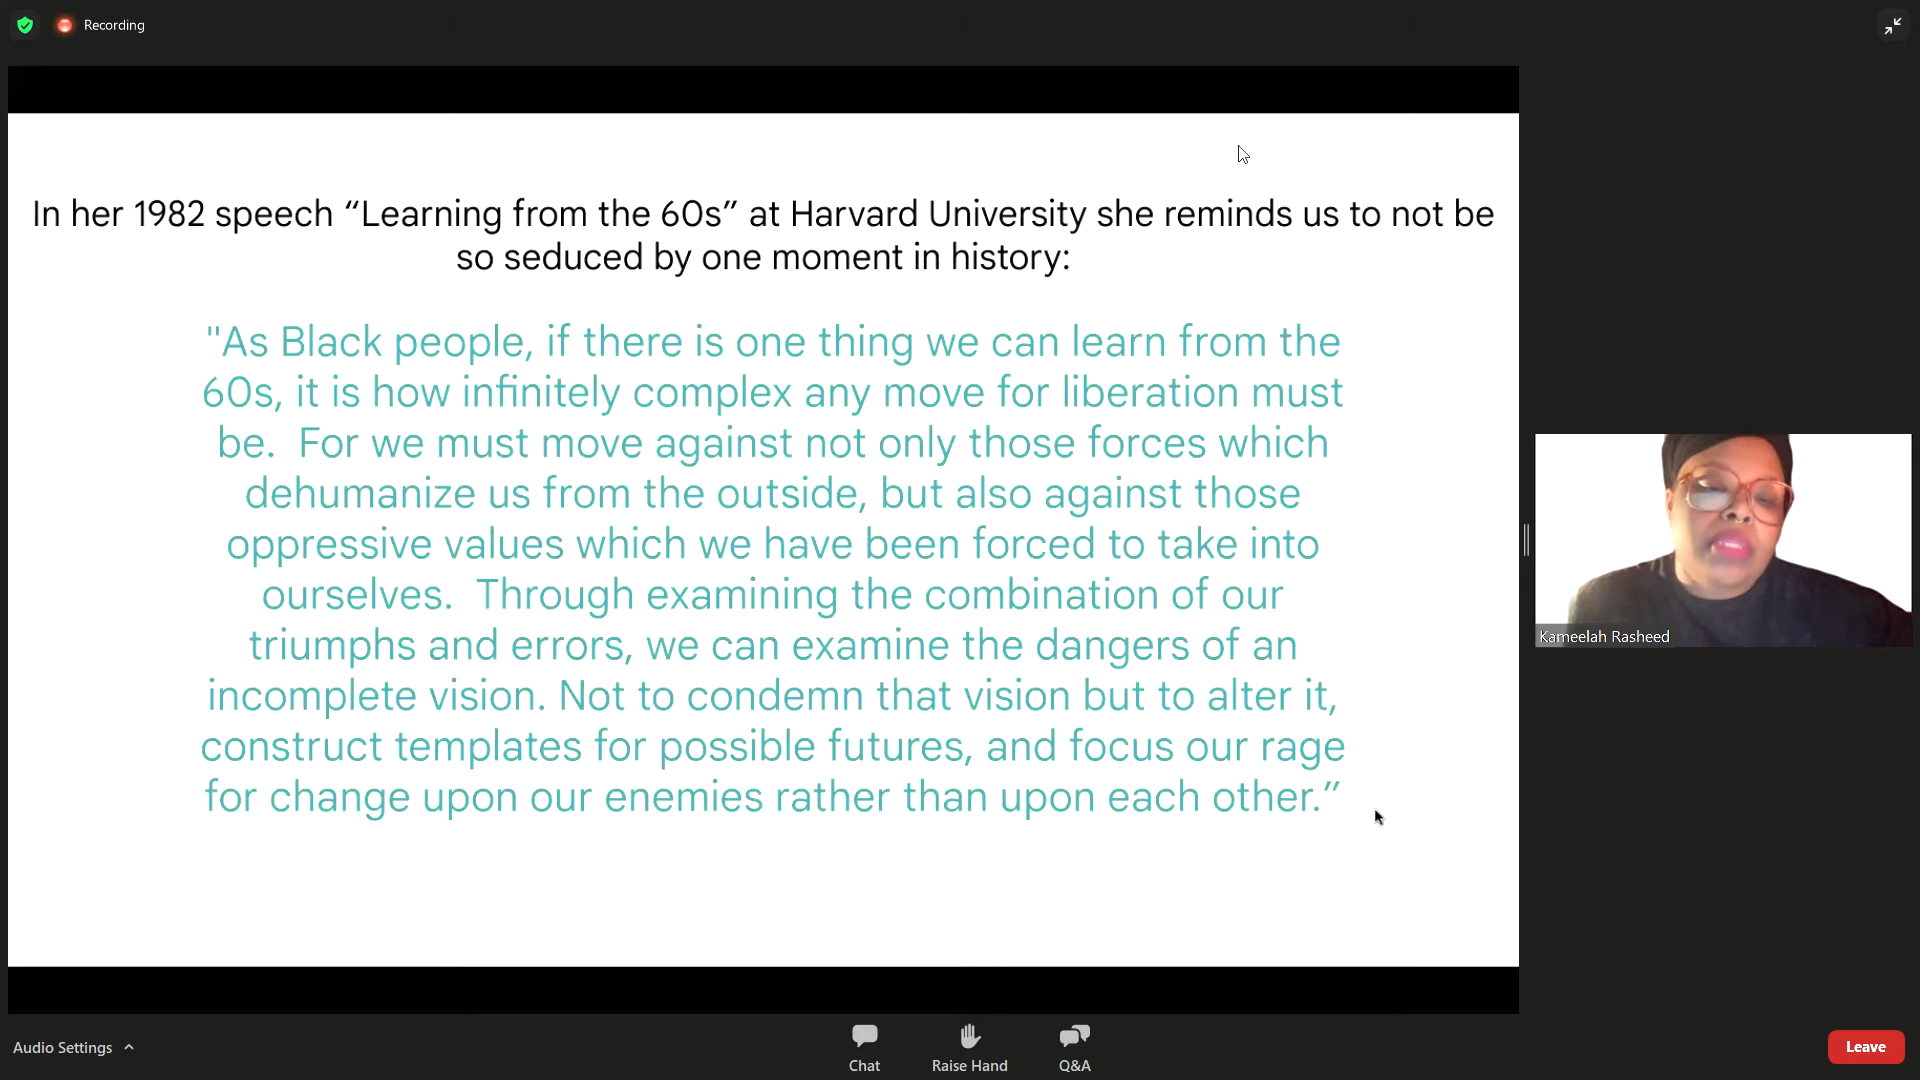 Recording
In her 1982 speech “Learning from the 60s” at Harvard University she reminds us to not be
so seduced by one moment in history:
"As Black people, if there is one thing we can learn from the
60s, it is how infinitely complex any move for liberation must
be.  For we must move against not only those forces which
dehumanize us from the outside, but also against those
oppressive values which we have been forced to take into
ourselves.  Through examining the combination of our
triumphs and errors, we can examine the dangers of an
incomplete vision. Not to condemn that vision but to alter it,
construct templates for possible futures, and focus our rage
for change upon our enemies rather than upon each other.”
Kameelah Rasheed
Audio Settings
Chat
Raise Hand
Q&A
Leave